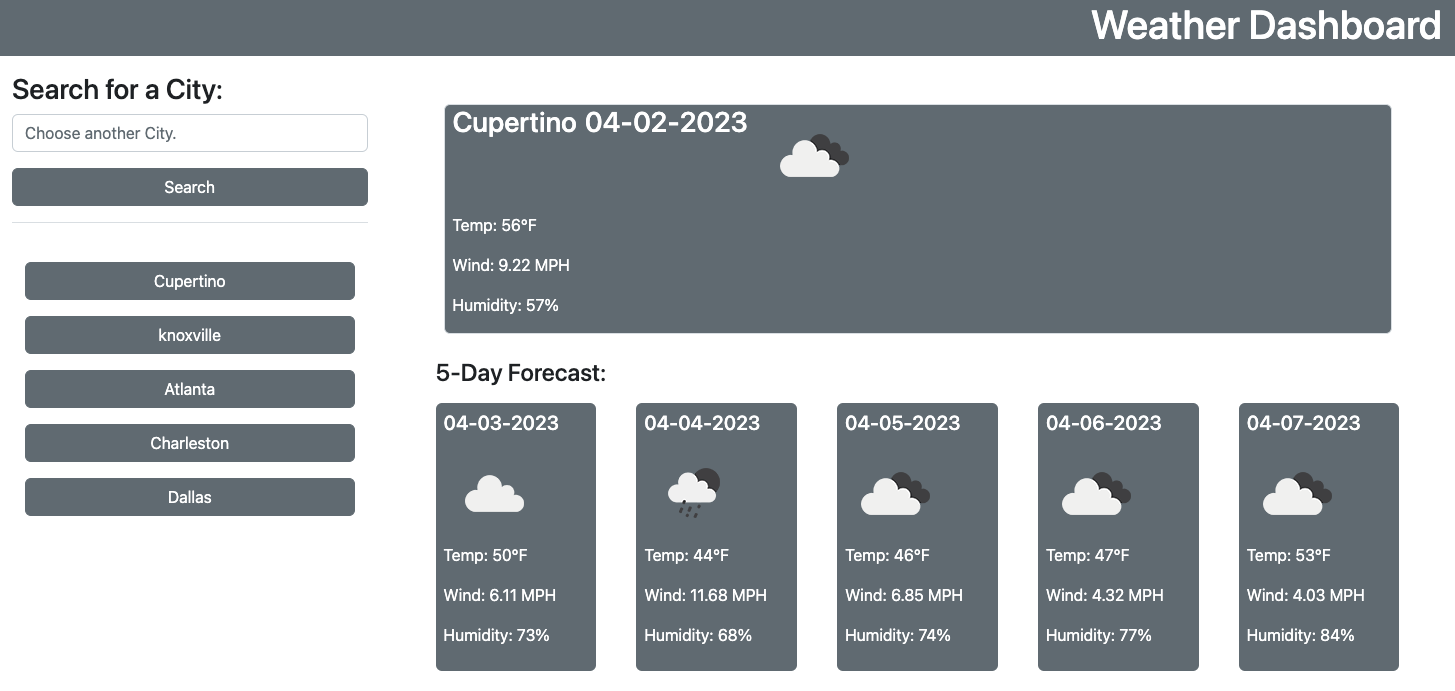 Weather Dashboard
Search for a City:
Choose another City.
Search
Cupertino
knoxville
Atlanta
Charleston
Dallas
Cupertino 04-02-2023
Temp: 56°F
Wind: 9.22 MPH
Humidity: 57%
5-Day Forecast:
04-03-2023
Temp: 50°F
Wind: 6.11 MPH
Humidity: 73%
04-04-2023
Temp: 44°F
Wind: 11.68 MPH
Humidity: 68%
04-05-2023
Temp: 46°F
Wind: 6.85 MPH
Humidity: 74%
04-06-2023
Temp: 47°F
Wind: 4.32 MPH
Humidity: 77%
04-07-2023
Temp: 53°F
Wind: 4.03 MPH
Humidity: 84%